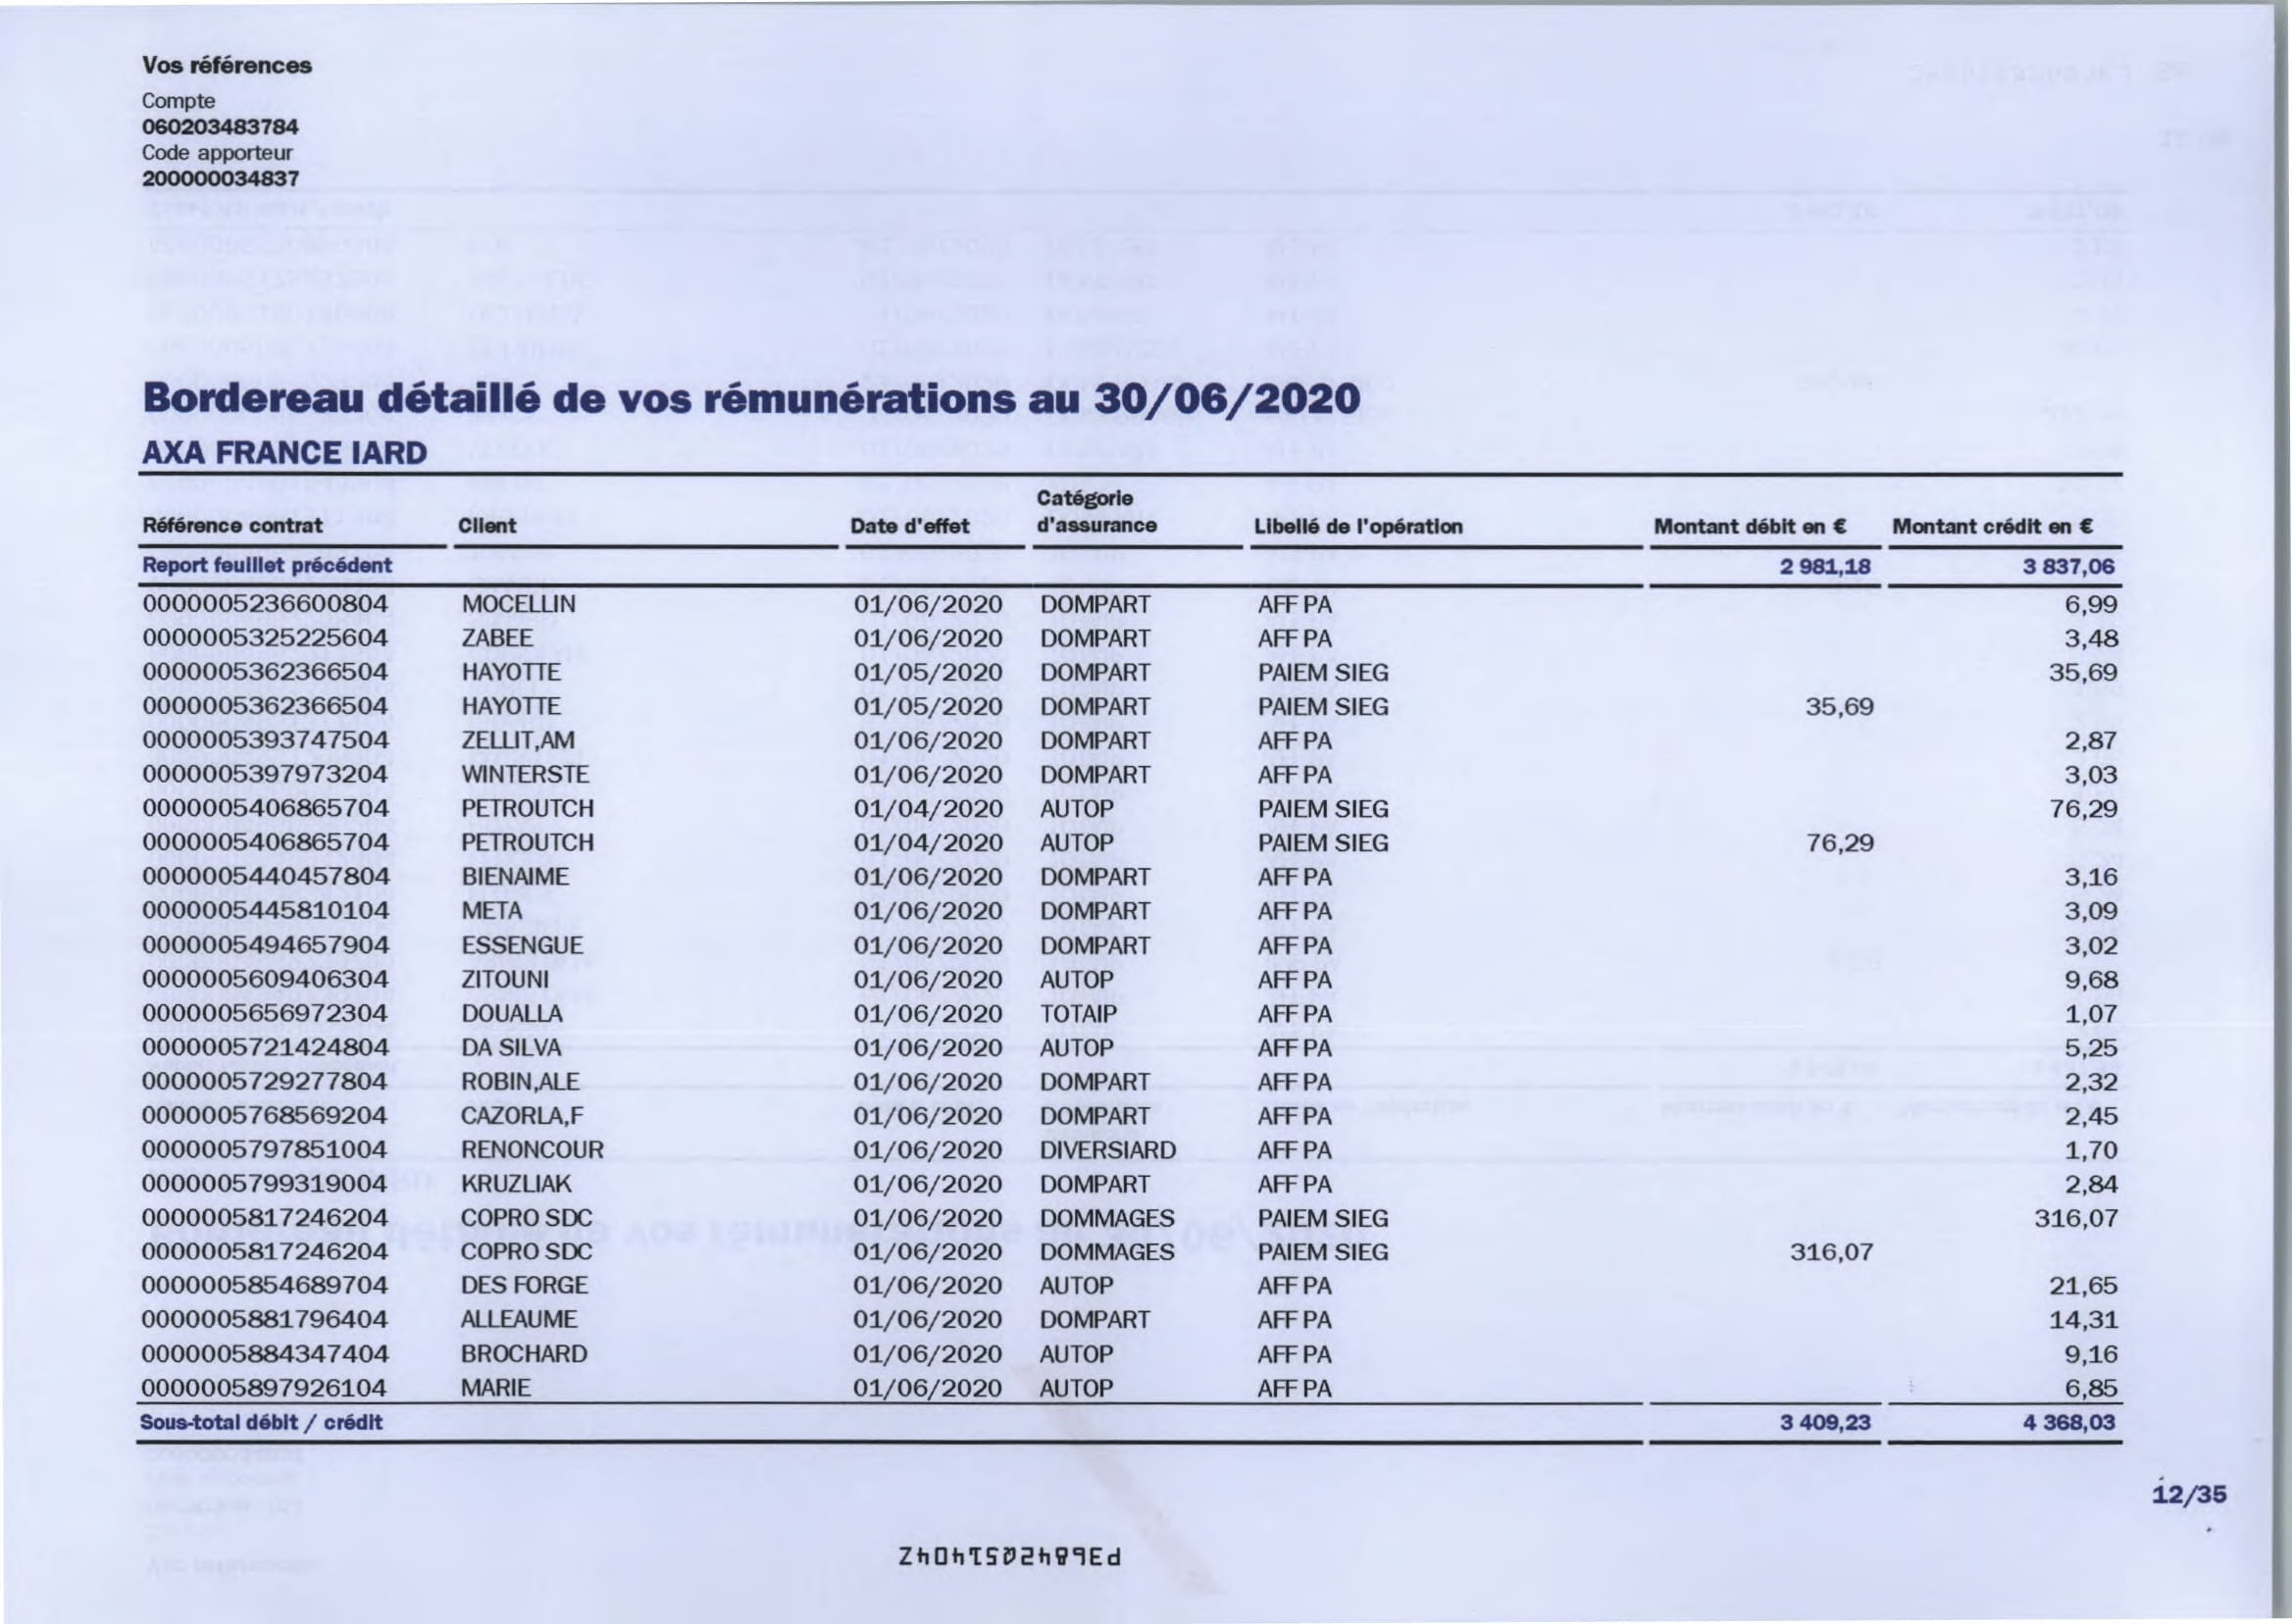 Vos références
Compte
060203483784
Code apporteur
200000034837
Bordereau détaillé de vos rémunérations au 30/06/2020
AXA FRANCE IARD
Référence contrat Client Date d'effet Catégorie d'assurance Libellé de l'opération Montant débit en € Montant crédit en €
Report feuillet précédent 2 981,18 3 837,06
0000005236600804 MOCELLIN 01/06/2020 DOMPART AFF PA 6,99
0000005325225604 ZABEE 01/06/2020 DOMPART AFF PA 3,48
0000005362366504 HAYOTTE 01/05/2020 DOMPART PAIEM SIEG 35,69
0000005362366504 HAYOTTE 01/05/2020 DOMPART PAIEM SIEG 35,69
0000005393747504 ZELLIT,AM 01/06/2020 DOMPART AFF PA 2,87
0000005397973204 WINTERSTE 01/06/2020 DOMPART AFF PA 3,03
0000005406865704 PETROUTCH 01/04/2020 AUTOP PAIEM SIEG 76,29
0000005406865704 PETROUTCH 01/04/2020 AUTOP PAIEM SIEG 76,29
0000005440457804 BIENAIME 01/06/2020 DOMPART AFF PA 3,16
0000005445810104 META 01/06/2020 DOMPART AFF PA 3,09
0000005494657904 ESSENGUE 01/06/2020 DOMPART AFF PA 3,02
0000005609406304 ZITOUNI 01/06/2020 AUTOP AFF PA 9,68
0000005656972304 DOUALLA 01/06/2020 TOTAIP AFF PA 1,07
0000005721424804 DA SILVA 01/06/2020 AUTOP AFF PA 5,25
0000005729277804 ROBIN,ALE 01/06/2020 DOMPART AFF PA 2,32
0000005768569204 CAZORLA,F 01/06/2020 DOMPART AFF PA 2,45
0000005797851004 RENONCOUR 01/06/2020 DIVERSIARD AFF PA 1,70
0000005799319004 KRUZLIAK 01/06/2020 DOMPART AFF PA 2,84
0000005817246204 COPRO SDC 01/06/2020 DOMMAGES PAIEM SIEG 316,07
0000005817246204 COPRO SDC 01/06/2020 DOMMAGES PAIEM SIEG 316,07
0000005854689704 DES FORGE 01/06/2020 AUTOP AFF PA 21,65
0000005881796404 ALLEAUME 01/06/2020 DOMPART AFF PA 14,31
0000005884347404 BROCHARD 01/06/2020 AUTOP AFF PA 9,16
0000005897926104 MARIE 01/06/2020 AUTOP AFF PA 6,85
Sous-total débit / crédit 3 409,23 4 368,03
12/35